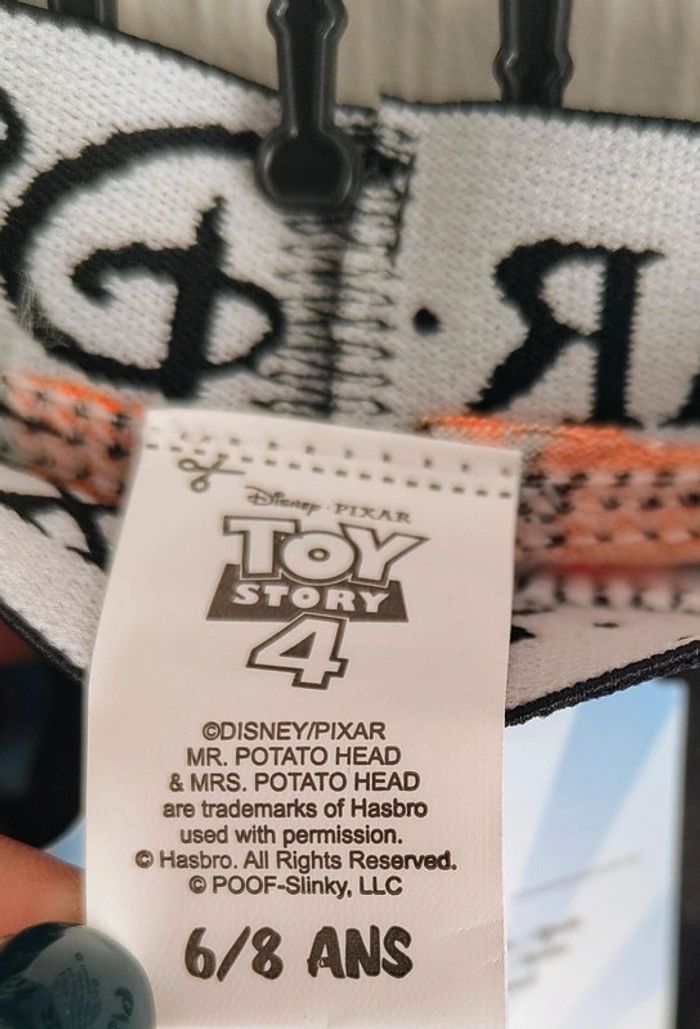 Disney · PIXAR
TOY
STORY
4
©DISNEY/PIXAR
MR. POTATO HEAD
& MRS. POTATO HEAD
are trademarks of Hasbro
used with permission.
© Hasbro. All Rights Reserved.
© POOF-Slinky, LLC
6/8 ANS